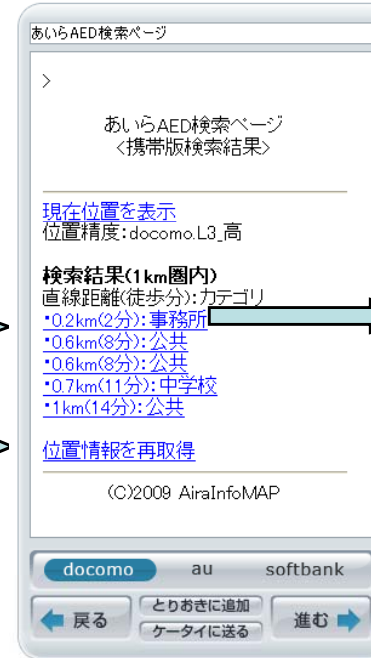 あいらAED検索ページ
>
あいらAED検索ページ
<携帯版検索結果>
現在位置を表示
位置精度:docomo.L3_高
検索結果(1km圏内)
直線距離(徒歩分):カテゴリ
・0.2km(2分):事務所
・0.6km(8分):公共
・0.6km(8分):公共
・0.7km(11分):中学校
・1km(14分):公共
位置情報を再取得
(C)2009 AiraInfoMAP
docomo au softbank
戻る とりおきに追加 進む
ケータイに送る